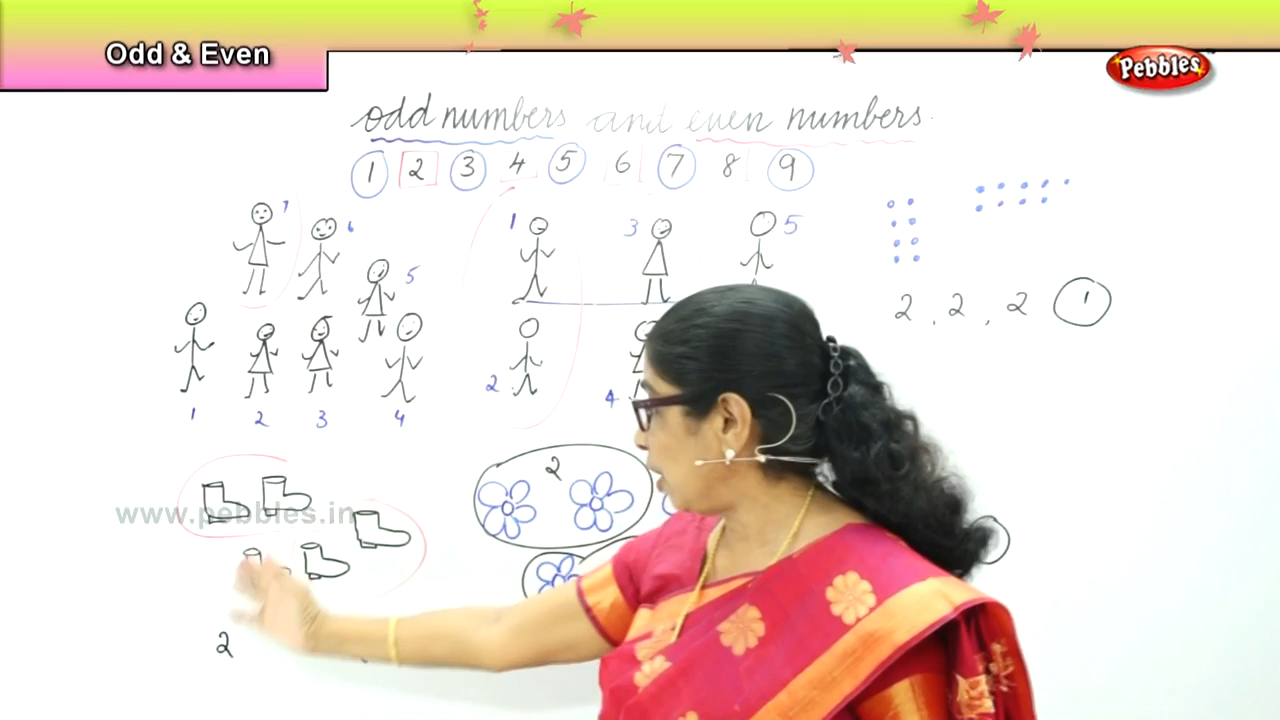 Odd & Even
Pebbles
odd numbers and even numbers
1 2 3 4 5 6 7 8 9
7 6 1 3 5
5
2, 2, 2 1
2 4
1 2 3 4
2
www.pebbles.in
2